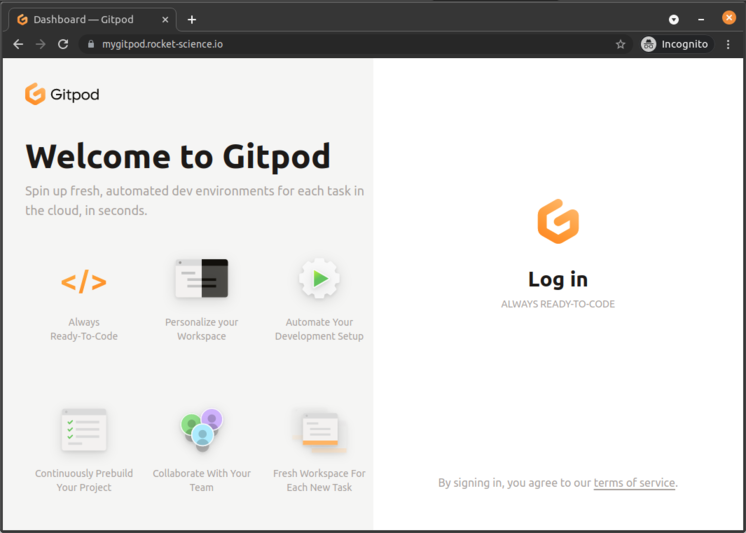 Dashboard — Gitpod
mygitpod.rocket-science.io
Incognito
Gitpod
Welcome to Gitpod
Spin up fresh, automated dev environments for each task in
the cloud, in seconds.
</>
Always
Ready-To-Code
Personalize your
Workspace
Automate Your
Development Setup
Continuously Prebuild
Your Project
Collaborate With Your
Team
Fresh Workspace For
Each New Task
Log in
ALWAYS READY-TO-CODE
By signing in, you agree to our terms of service.